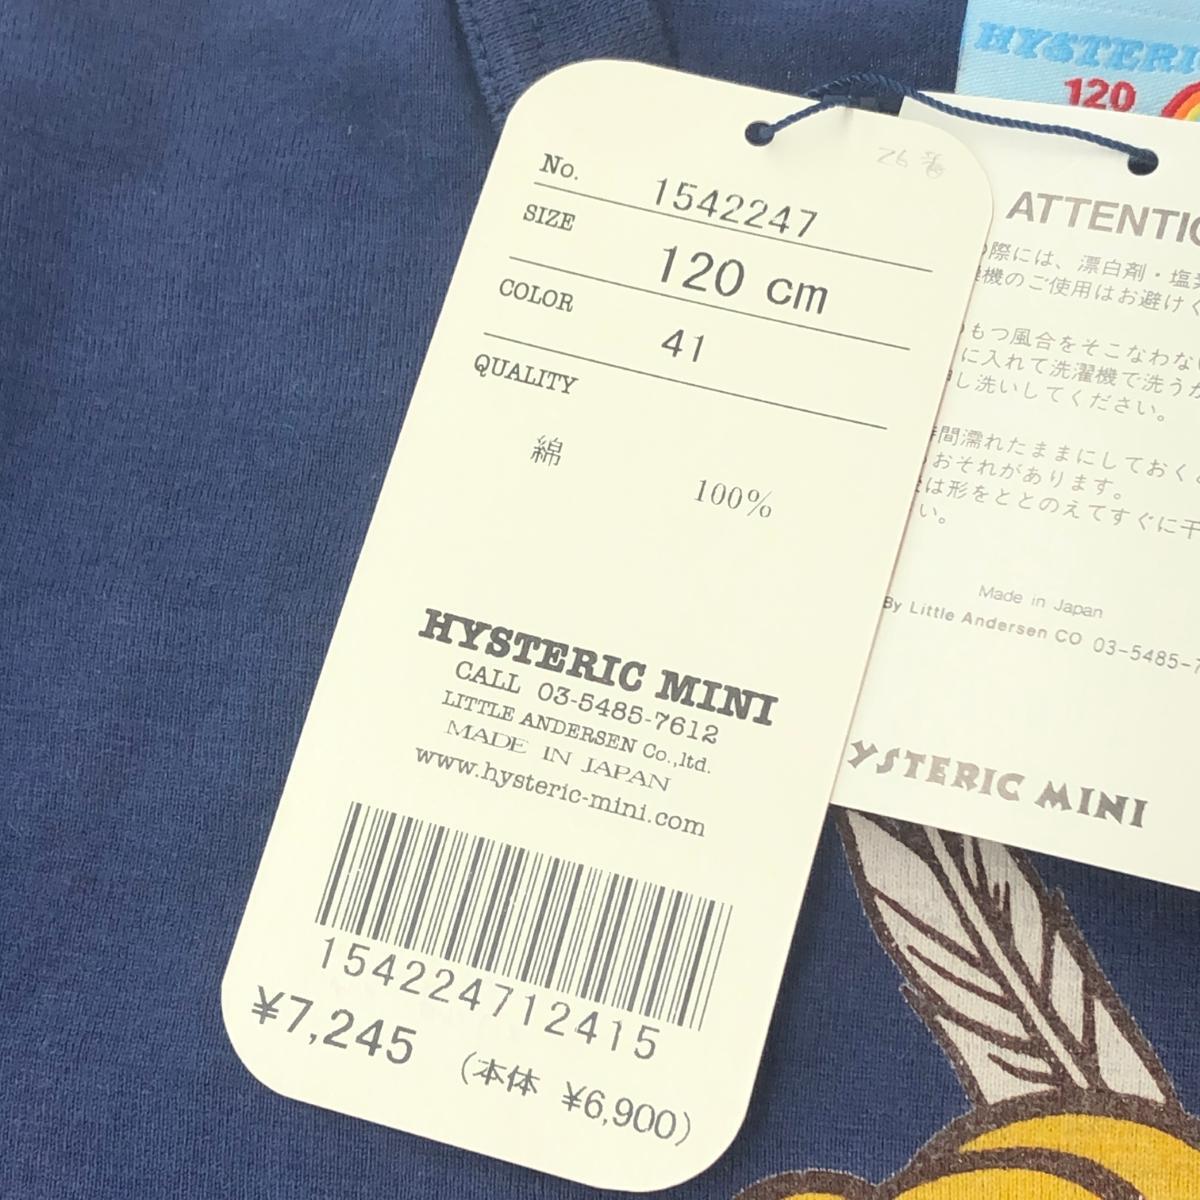 HYSTERI
120
26
No. 1542247
SIZE 120 cm
COLOR 41
QUALITY
綿 100%
HYSTERIC MINI
CALL 03-5485-7612
LITTLE ANDERSEN Co.,ltd.
MADE IN JAPAN
www.hysteric-mini.com
154224712415
¥7,245 (本体 ¥6,900)
ATTENTIO
際には、漂白剤・塩
機のご使用はお避けく
もつ風合をそこなわない
に入れて洗濯機で洗うか
し洗いしてください。
間濡れたままにしておく
おそれがあります。
は形をととのえてすぐに干
い。
Made in Japan
By Little Andersen CO 03-5485-7
YSTERIC MINI